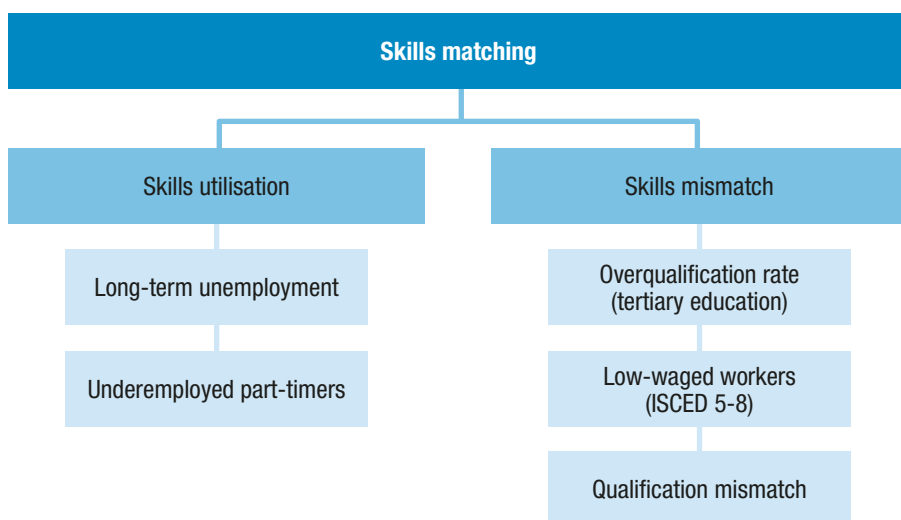 Skills matching
Skills utilisation
Long-term unemployment
Underemployed part-timers
Skills mismatch
Overqualification rate
(tertiary education)
Low-waged workers
(ISCED 5-8)
Qualification mismatch